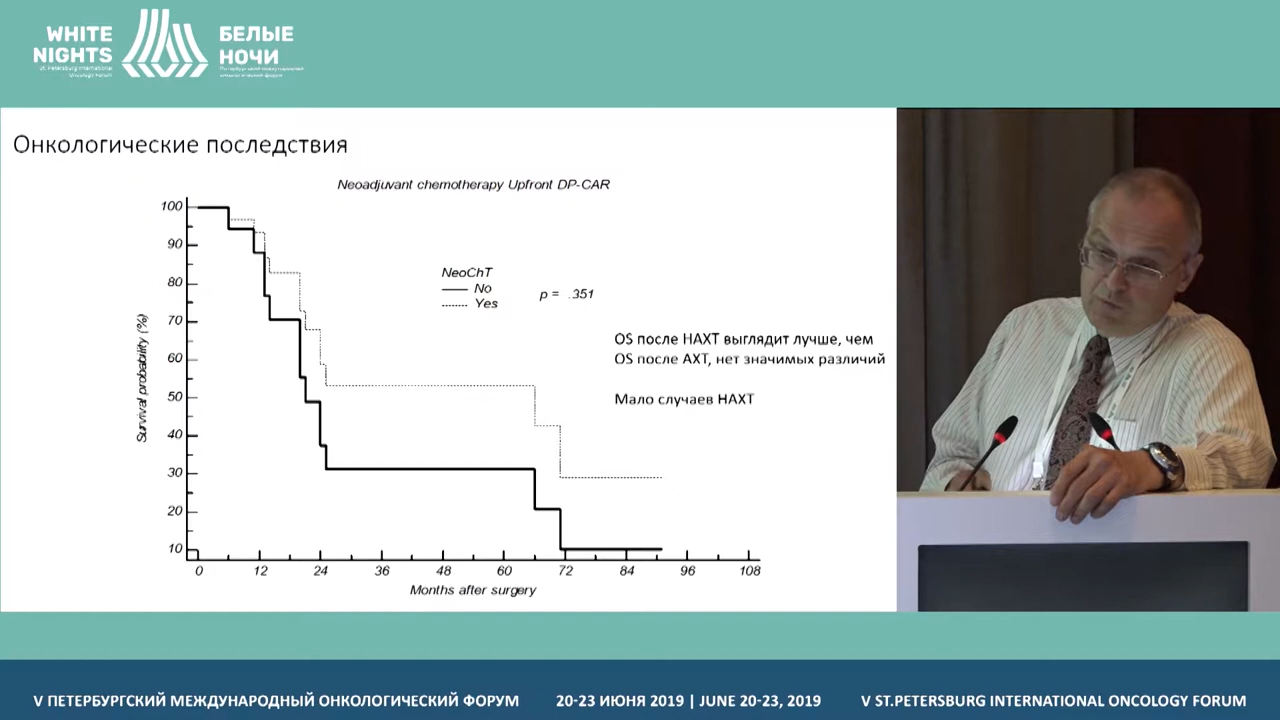 WHITE
NIGHTS
St. Petersburg International
Oncology Forum
БЕЛЫЕ
НОЧИ
Петербургский международный
онкологический форум
Онкологические последствия
Neoadjuvant chemotherapy Upfront DP-CAR
100
90
80
70
60
50
40
30
20
10
Survival probability (%)
NeoChT
No
Yes
p = .351
OS после НАХТ выглядит лучше, чем
OS после АХТ, нет значимых различий
Мало случаев НАХТ
0 12 24 36 48 60 72 84 96 108
Months after surgery
V ПЕТЕРБУРГСКИЙ МЕЖДУНАРОДНЫЙ ОНКОЛОГИЧЕСКИЙ ФОРУМ
20-23 ИЮНЯ 2019 | JUNE 20-23, 2019
V ST.PETERSBURG INTERNATIONAL ONCOLOGY FORUM